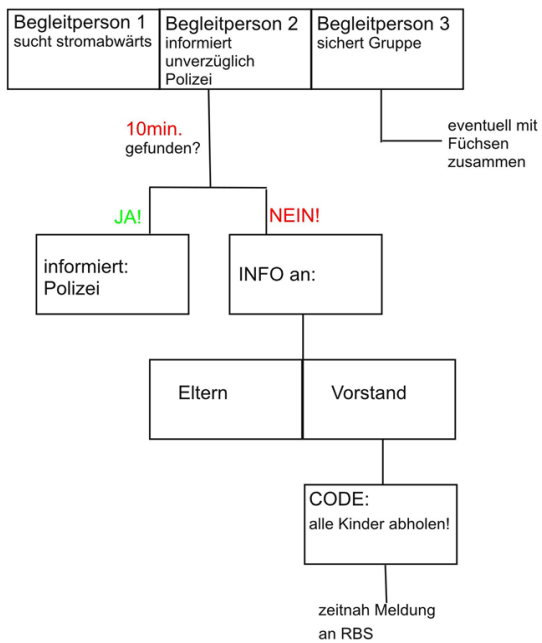 Begleitperson 1
sucht stromabwärts
Begleitperson 2
informiert
unverzüglich
Polizei
Begleitperson 3
sichert Gruppe
eventuell mit
Füchsen
zusammen
10min.
gefunden?
JA!
NEIN!
informiert:
Polizei
INFO an:
Eltern
Vorstand
CODE:
alle Kinder abholen!
zeitnah Meldung
an RBS